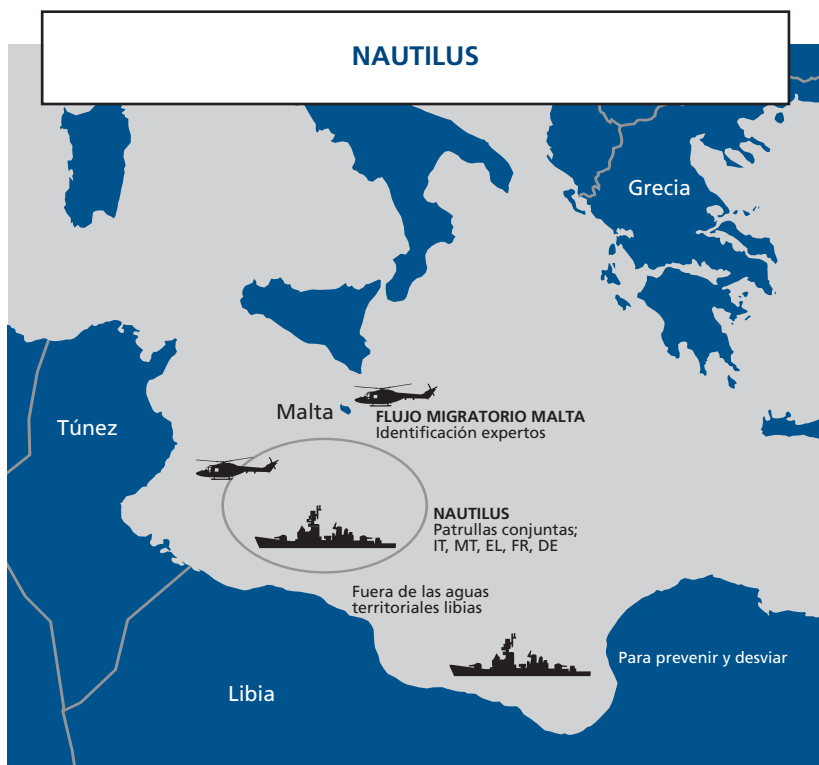 NAUTILUS
Grecia
Malta
FLUJO MIGRATORIO MALTA
Identificación expertos
Túnez
NAUTILUS
Patrullas conjuntas;
IT, MT, EL, FR, DE
Fuera de las aguas
territoriales libias
Para prevenir y desviar
Libia